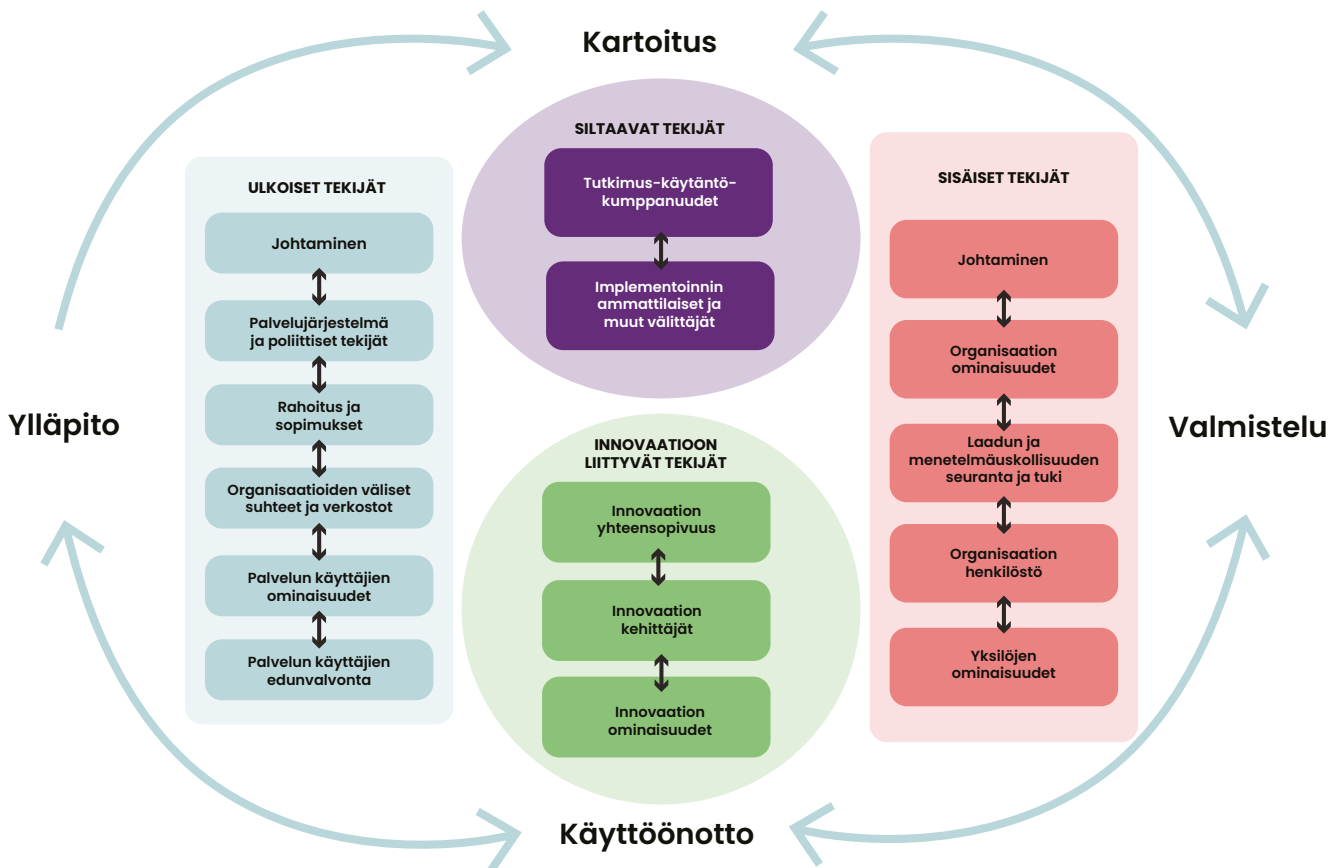 Kartoitus
Ylläpito
ULKOISET TEKIJÄT
Johtaminen
Palvelujärjestelmä
ja poliittiset tekijät
Rahoitus ja
sopimukset
Organisaatioiden väliset
suhteet ja verkostot
Palvelun käyttäjien
ominaisuudet
Palvelun käyttäjien
edunvalvonta
SILTAAVAT TEKIJÄT
Tutkimus-käytäntö-
kumppanuudet
Implementoinnin
ammattilaiset ja
muut välittäjät
INNOVAATIOON
LIITTYVÄT TEKIJÄT
Innovaation
yhteensopivuus
Innovaation
kehittäjät
Innovaation
ominaisuudet
SISÄISET TEKIJÄT
Johtaminen
Organisaation
ominaisuudet
Laadun ja
menetelmäuskollisuuden
seuranta ja tuki
Organisaation
henkilöstö
Yksilöjen
ominaisuudet
Valmistelu
Käyttöönotto